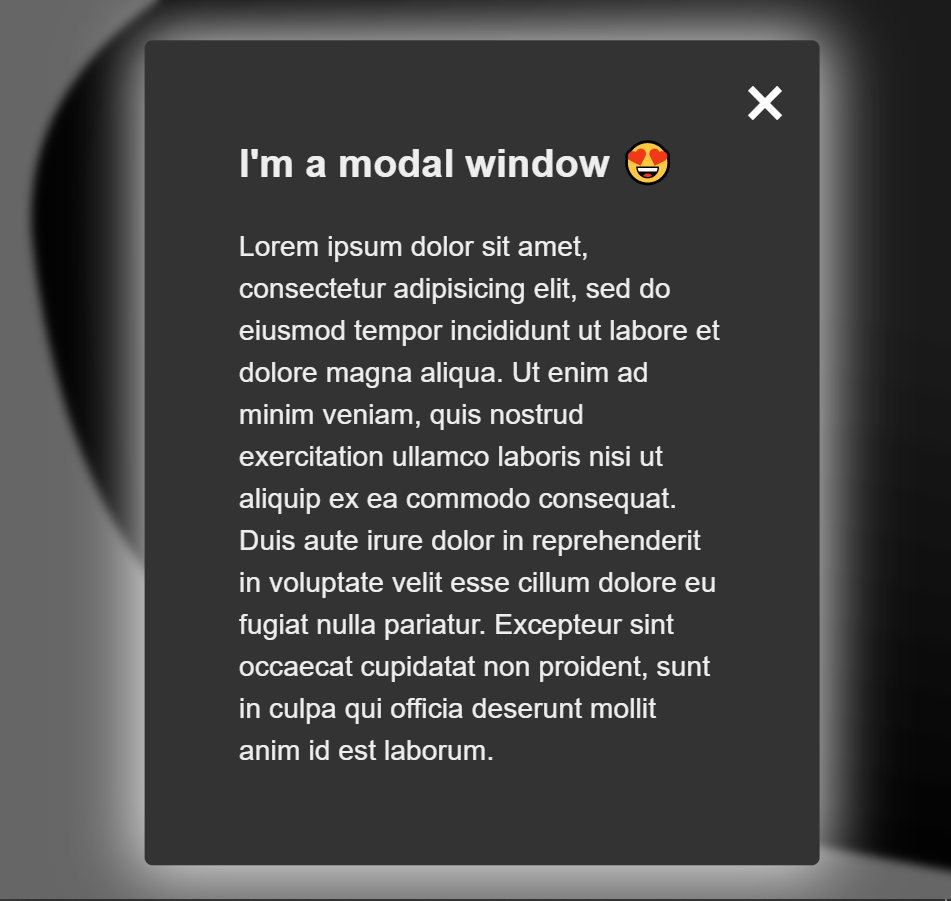 I'm a modal window 😍
Lorem ipsum dolor sit amet,
consectetur adipisicing elit, sed do
eiusmod tempor incididunt ut labore et
dolore magna aliqua. Ut enim ad
minim veniam, quis nostrud
exercitation ullamco laboris nisi ut
aliquip ex ea commodo consequat.
Duis aute irure dolor in reprehenderit
in voluptate velit esse cillum dolore eu
fugiat nulla pariatur. Excepteur sint
occaecat cupidatat non proident, sunt
in culpa qui officia deserunt mollit
anim id est laborum.